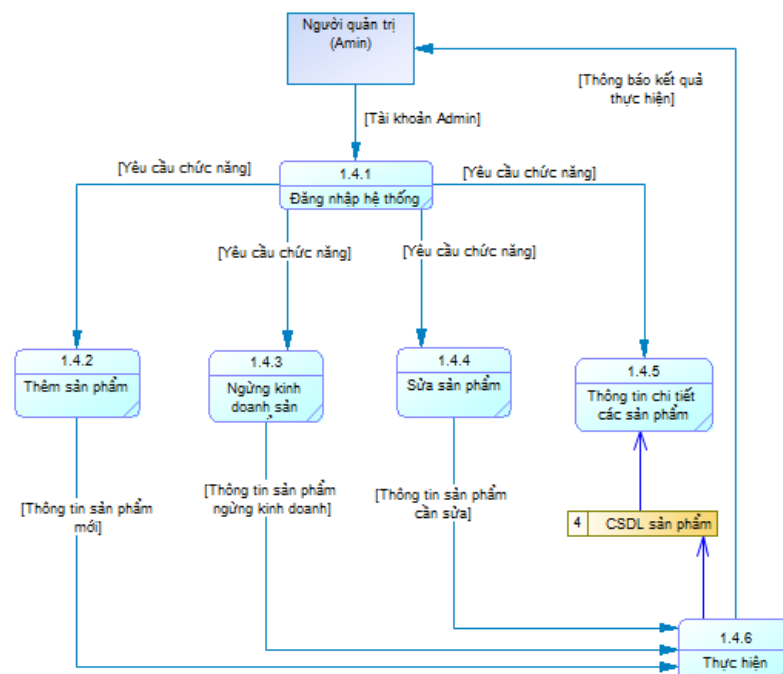 Người quản trị
(Amin)
[Thông báo kết quả
thực hiện]
[Tài khoản Admin]
[Yêu cầu chức năng]
1.4.1
Đăng nhập hệ thống
[Yêu cầu chức năng]
[Yêu cầu chức năng]
[Yêu cầu chức năng]
1.4.2
Thêm sản phẩm
1.4.3
Ngừng kinh
doanh sản
1.4.4
Sửa sản phẩm
1.4.5
Thông tin chi tiết
các sản phẩm
[Thông tin sản phẩm
mới]
[Thông tin sản phẩm
ngừng kinh doanh]
[Thông tin sản phẩm
cần sửa]
4 CSDL sản phẩm
1.4.6
Thực hiện